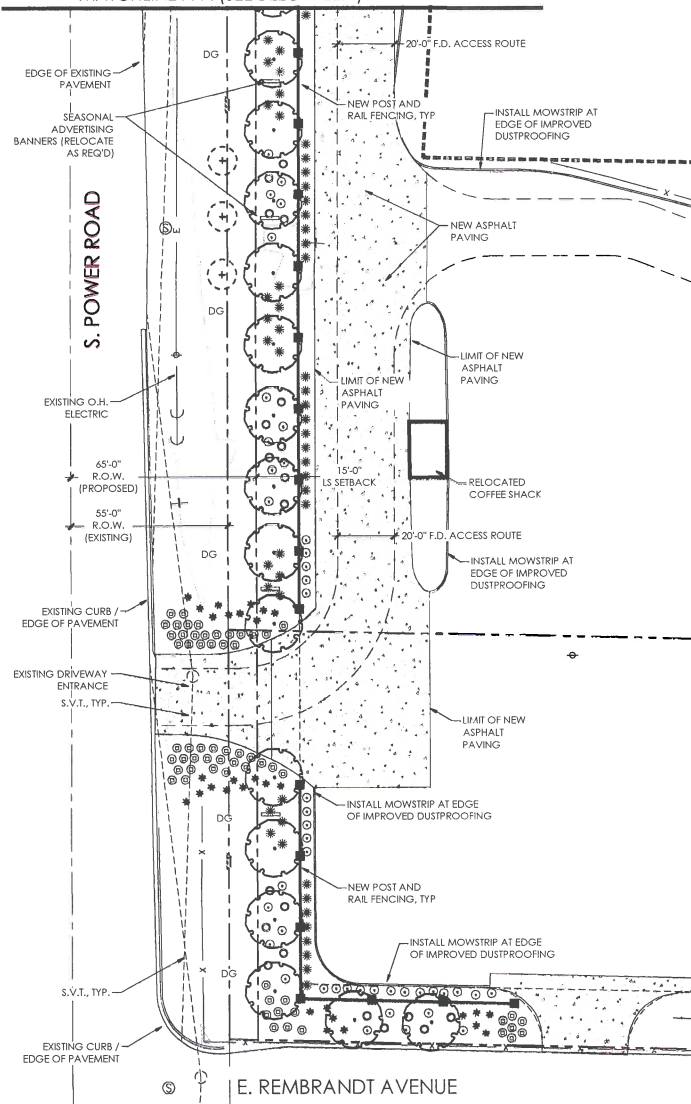 DG
20'-0" F.D. ACCESS ROUTE
EDGE OF EXISTING
PAVEMENT
NEW POST AND
RAIL FENCING, TYP
INSTALL MOWSTRIP AT
EDGE OF IMPROVED
DUSTPROOFING
SEASONAL
ADVERTISING
BANNERS (RELOCATE
AS REQ'D)
X
S. POWER ROAD
S
E
NEW ASPHALT
PAVING
DG
LIMIT OF NEW
ASPHALT
PAVING
LIMIT OF NEW
ASPHALT
PAVING
EXISTING O.H.
ELECTRIC
65'-0"
R.O.W.
(PROPOSED)
15'-0"
LS SETBACK
RELOCATED
COFFEE SHACK
55'-0"
R.O.W.
(EXISTING)
DG
20'-0" F.D. ACCESS ROUTE
INSTALL MOWSTRIP AT
EDGE OF IMPROVED
DUSTPROOFING
EXISTING CURB /
EDGE OF PAVEMENT
EXISTING DRIVEWAY
ENTRANCE
S.V.T., TYP.
LIMIT OF NEW
ASPHALT
PAVING
INSTALL MOWSTRIP AT EDGE
OF IMPROVED DUSTPROOFING
DG
X
NEW POST AND
RAIL FENCING, TYP
INSTALL MOWSTRIP AT EDGE
OF IMPROVED DUSTPROOFING
DG
X
S.V.T., TYP.
EXISTING CURB /
EDGE OF PAVEMENT
S
E. REMBRANDT AVENUE